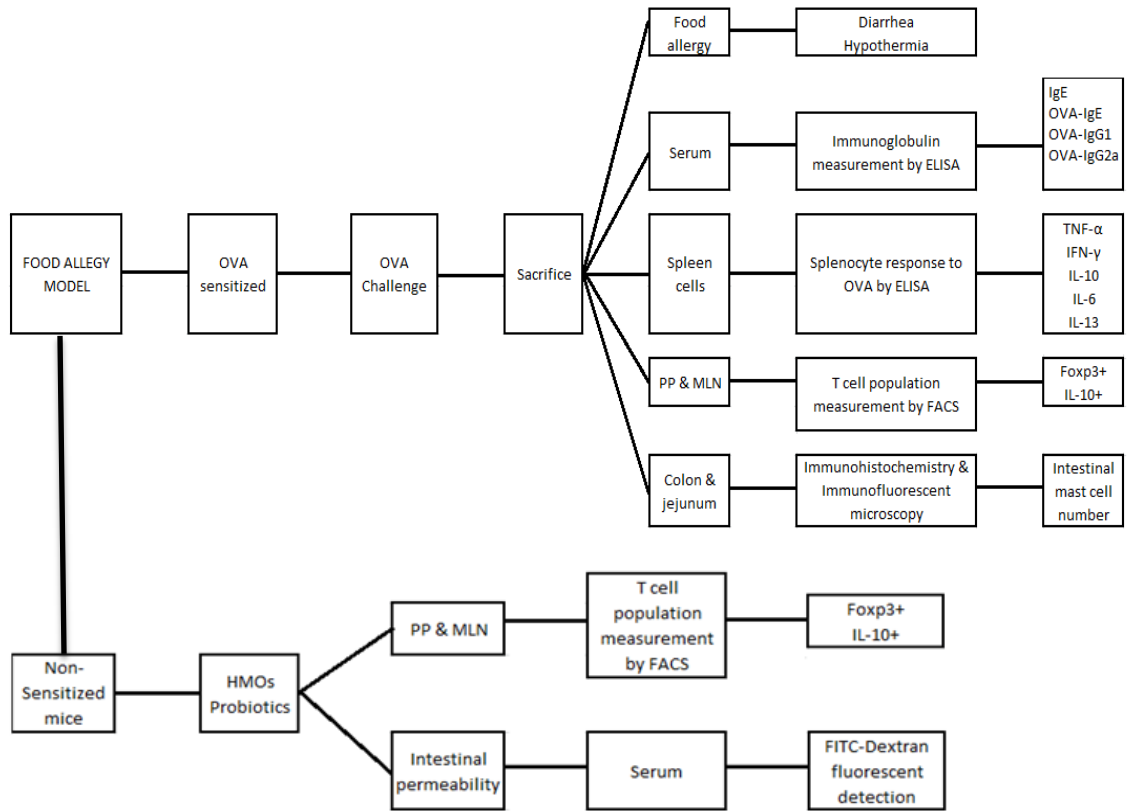 Food
allergy
Diarrhea
Hypothermia
Serum
Immunoglobulin
measurement by ELISA
IgE
OVA-IgE
OVA-IgG1
OVA-IgG2a
FOOD ALLEGY
MODEL
OVA
sensitized
OVA
Challenge
Sacrifice
Spleen
cells
Splenocyte response to
OVA by ELISA
TNF-α
IFN-γ
IL-10
IL-6
IL-13
PP & MLN
T cell population
measurement by FACS
Foxp3+
IL-10+
Colon &
jejunum
Immunohistochemistry &
Immunofluorescent
microscopy
Intestinal
mast cell
number
Non-
Sensitized
mice
HMOs
Probiotics
PP & MLN
T cell
population
measurement
by FACS
Foxp3+
IL-10+
Intestinal
permeability
Serum
FITC-Dextran
fluorescent
detection